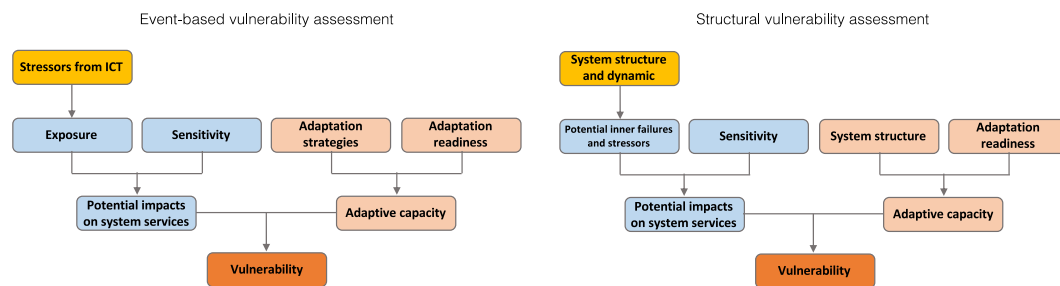 Event-based vulnerability assessment
Stressors from ICT
Exposure
Sensitivity
Adaptation
strategies
Adaptation
readiness
Potential impacts
on system services
Adaptive capacity
Vulnerability
Structural vulnerability assessment
System structure
and dynamic
Potential inner failures
and stressors
Sensitivity
System structure
Adaptation
readiness
Potential impacts
on system services
Adaptive capacity
Vulnerability